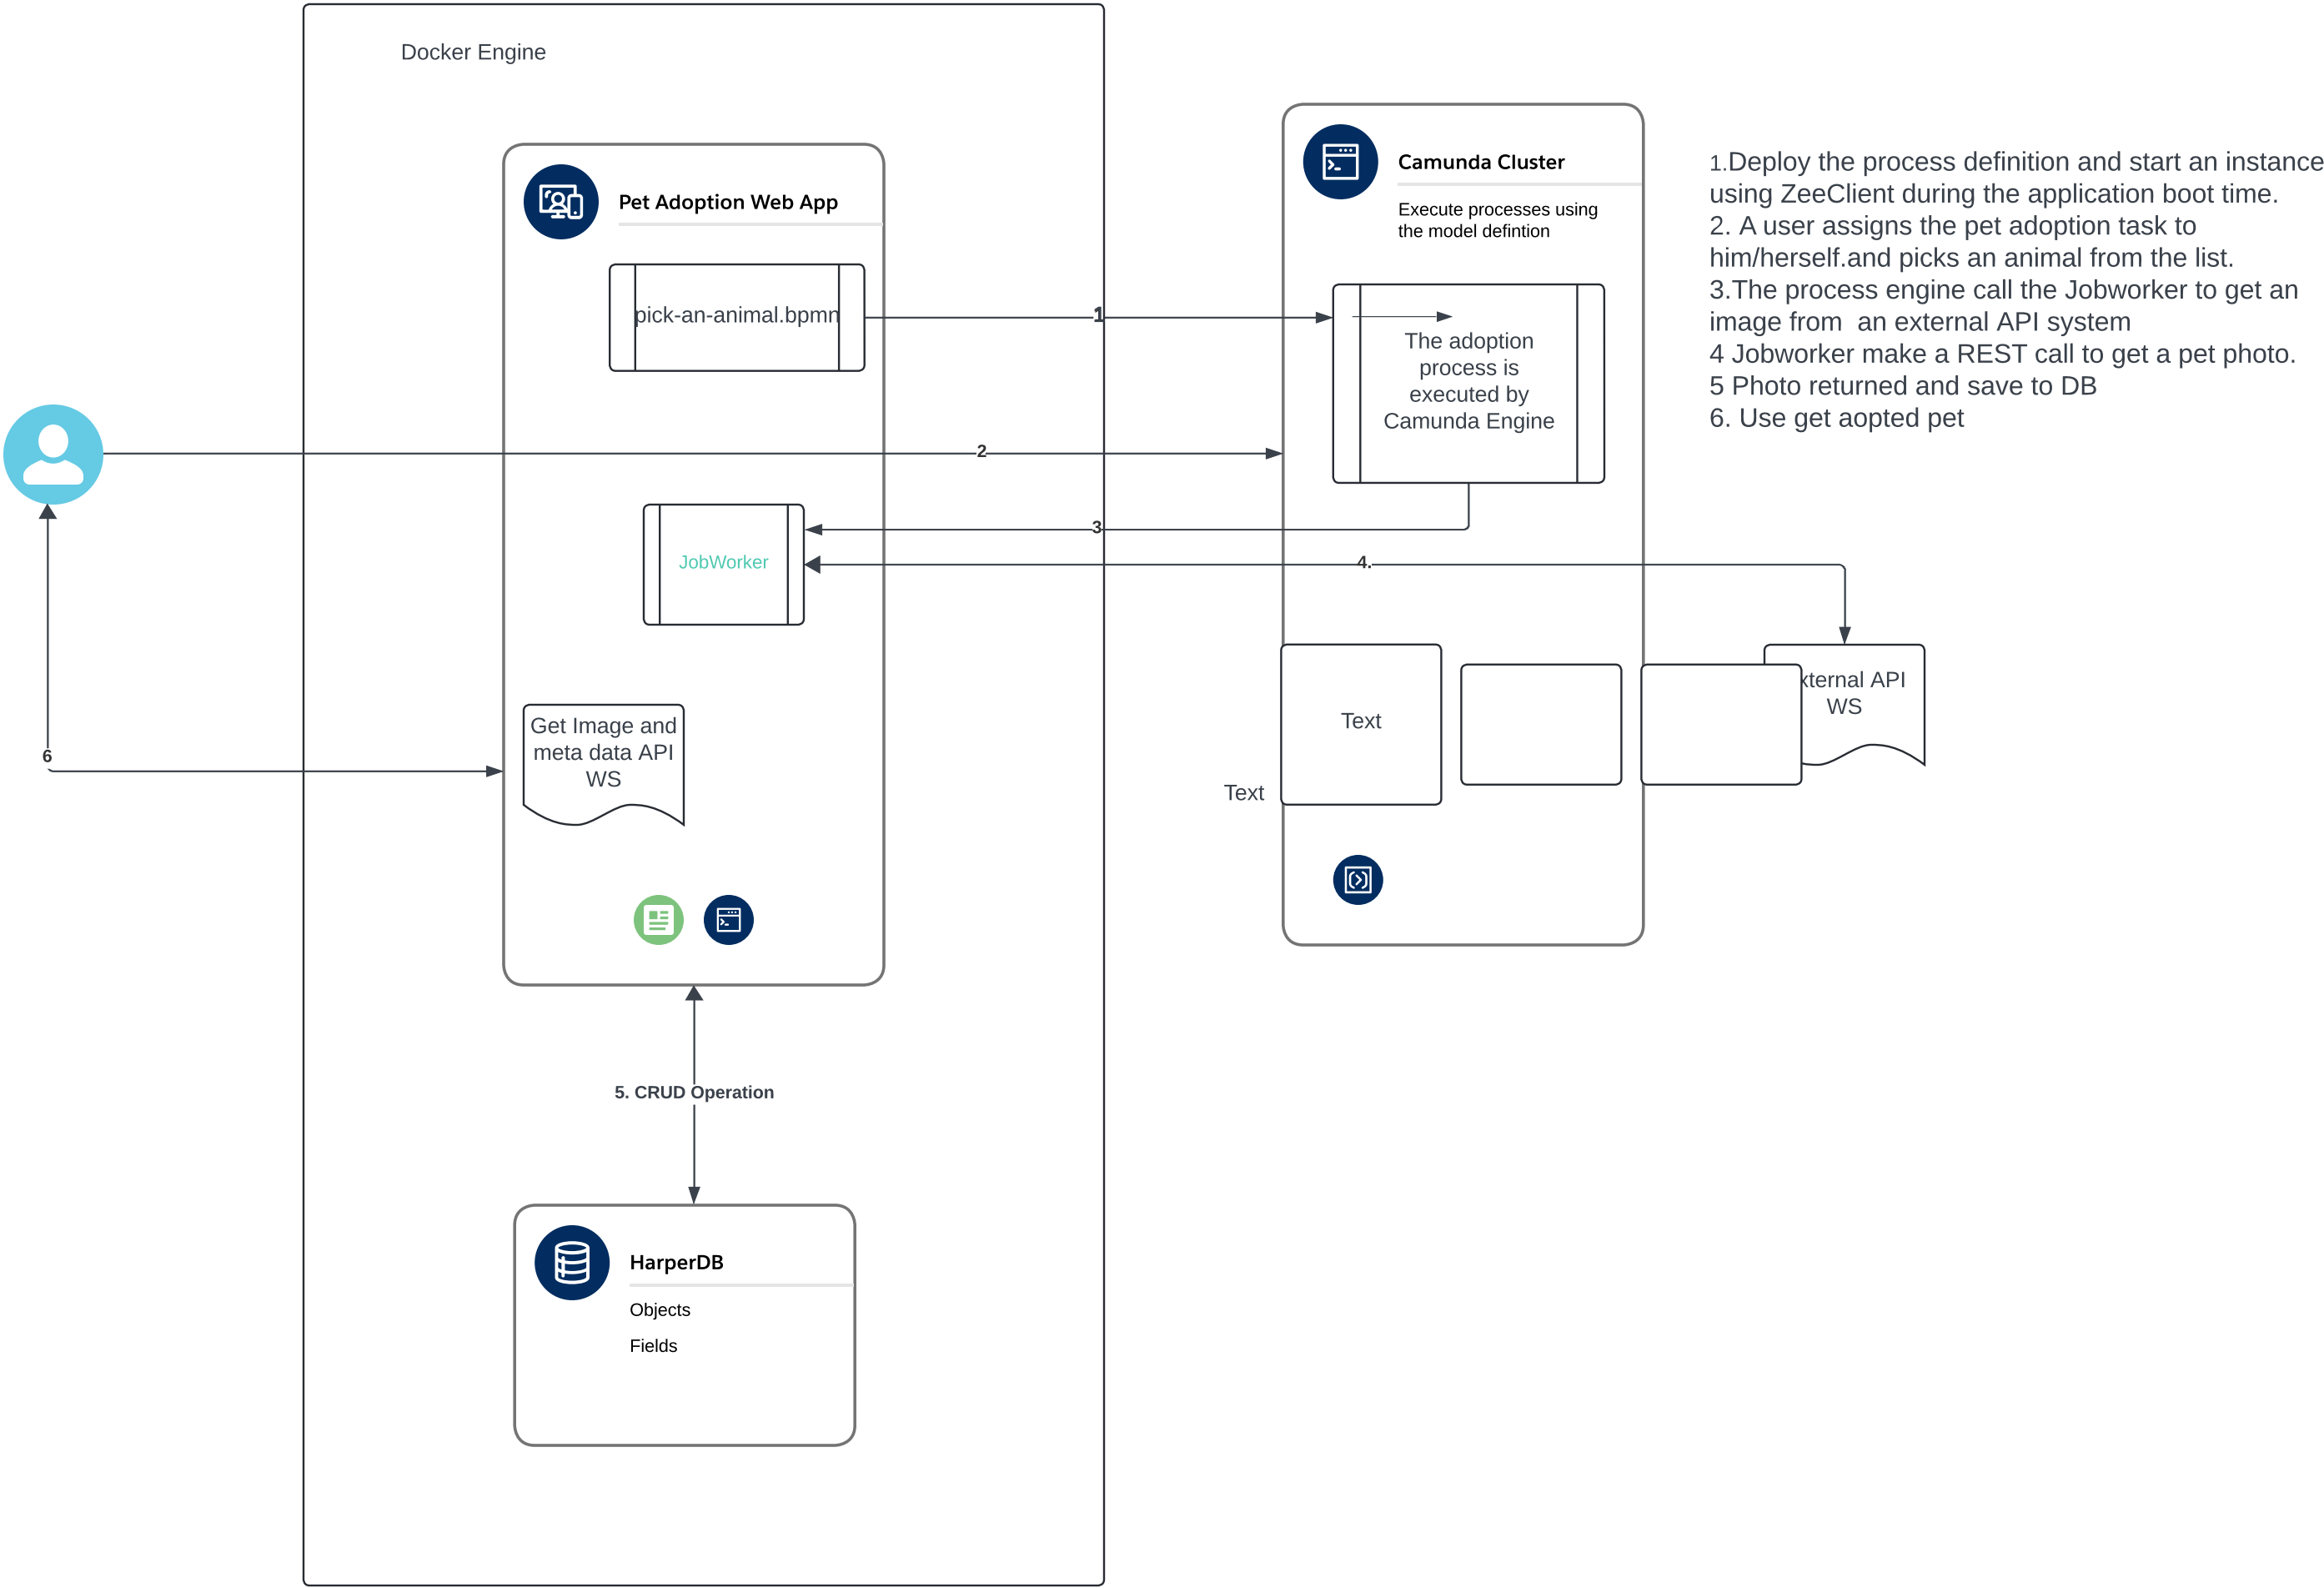 Docker Engine
Pet Adoption Web App
pick-an-animal.bpmn
1
Camunda Cluster
Execute processes using
the model defintion
The adoption
process is
executed by
Camunda Engine
1.Deploy the process definition and start an instance
using ZeeClient during the application boot time.
2. A user assigns the pet adoption task to
him/herself.and picks an animal from the list.
3.The process engine call the Jobworker to get an
image from  an external API system
4 Jobworker make a REST call to get a pet photo.
5 Photo returned and save to DB
6. Use get aopted pet
2
3
JobWorker
4.
Get Image and
meta data API
WS
6
Text
Text
xternal API
WS
5. CRUD Operation
HarperDB
Objects
Fields